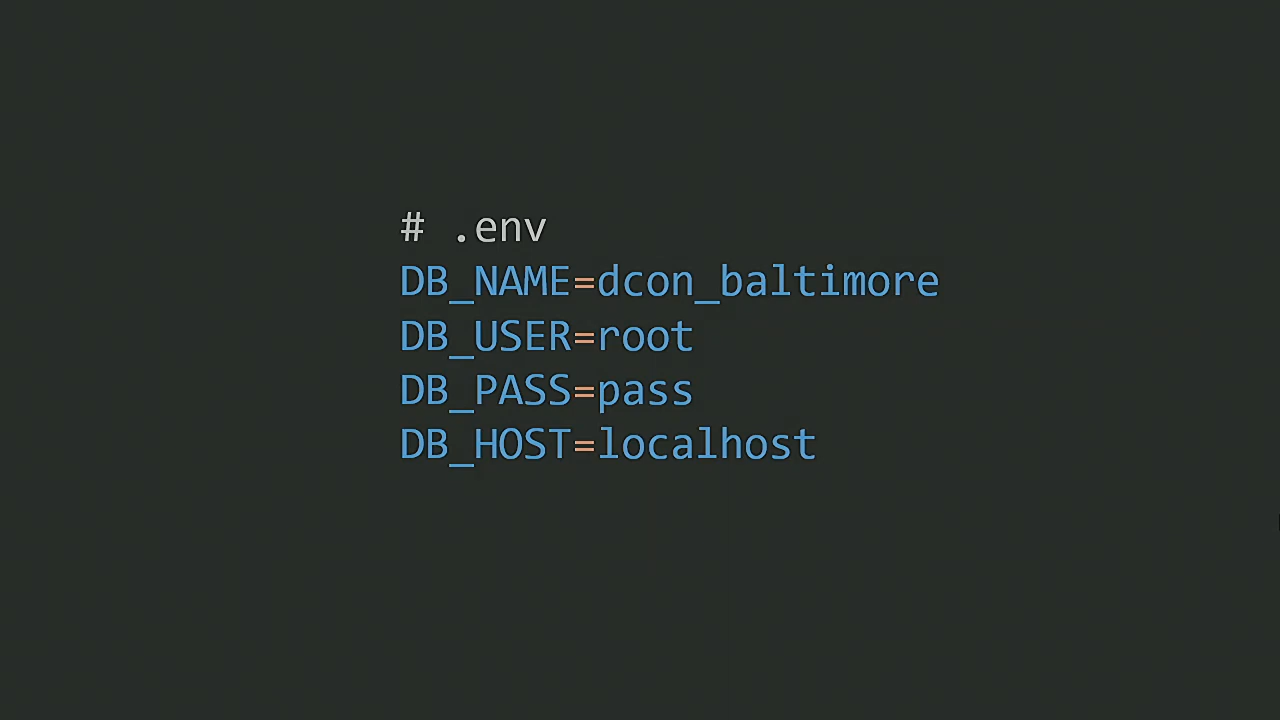 # .env
DB_NAME=dcon_baltimore
DB_USER=root
DB_PASS=pass
DB_HOST=localhost